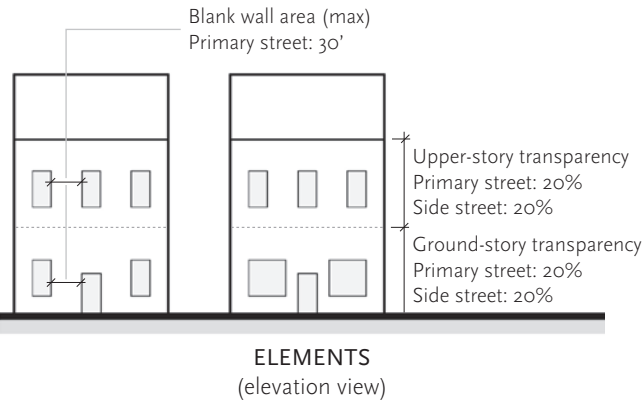 Blank wall area (max)
Primary street: 30’
Upper-story transparency
Primary street: 20%
Side street: 20%
Ground-story transparency
Primary street: 20%
Side street: 20%
ELEMENTS
(elevation view)